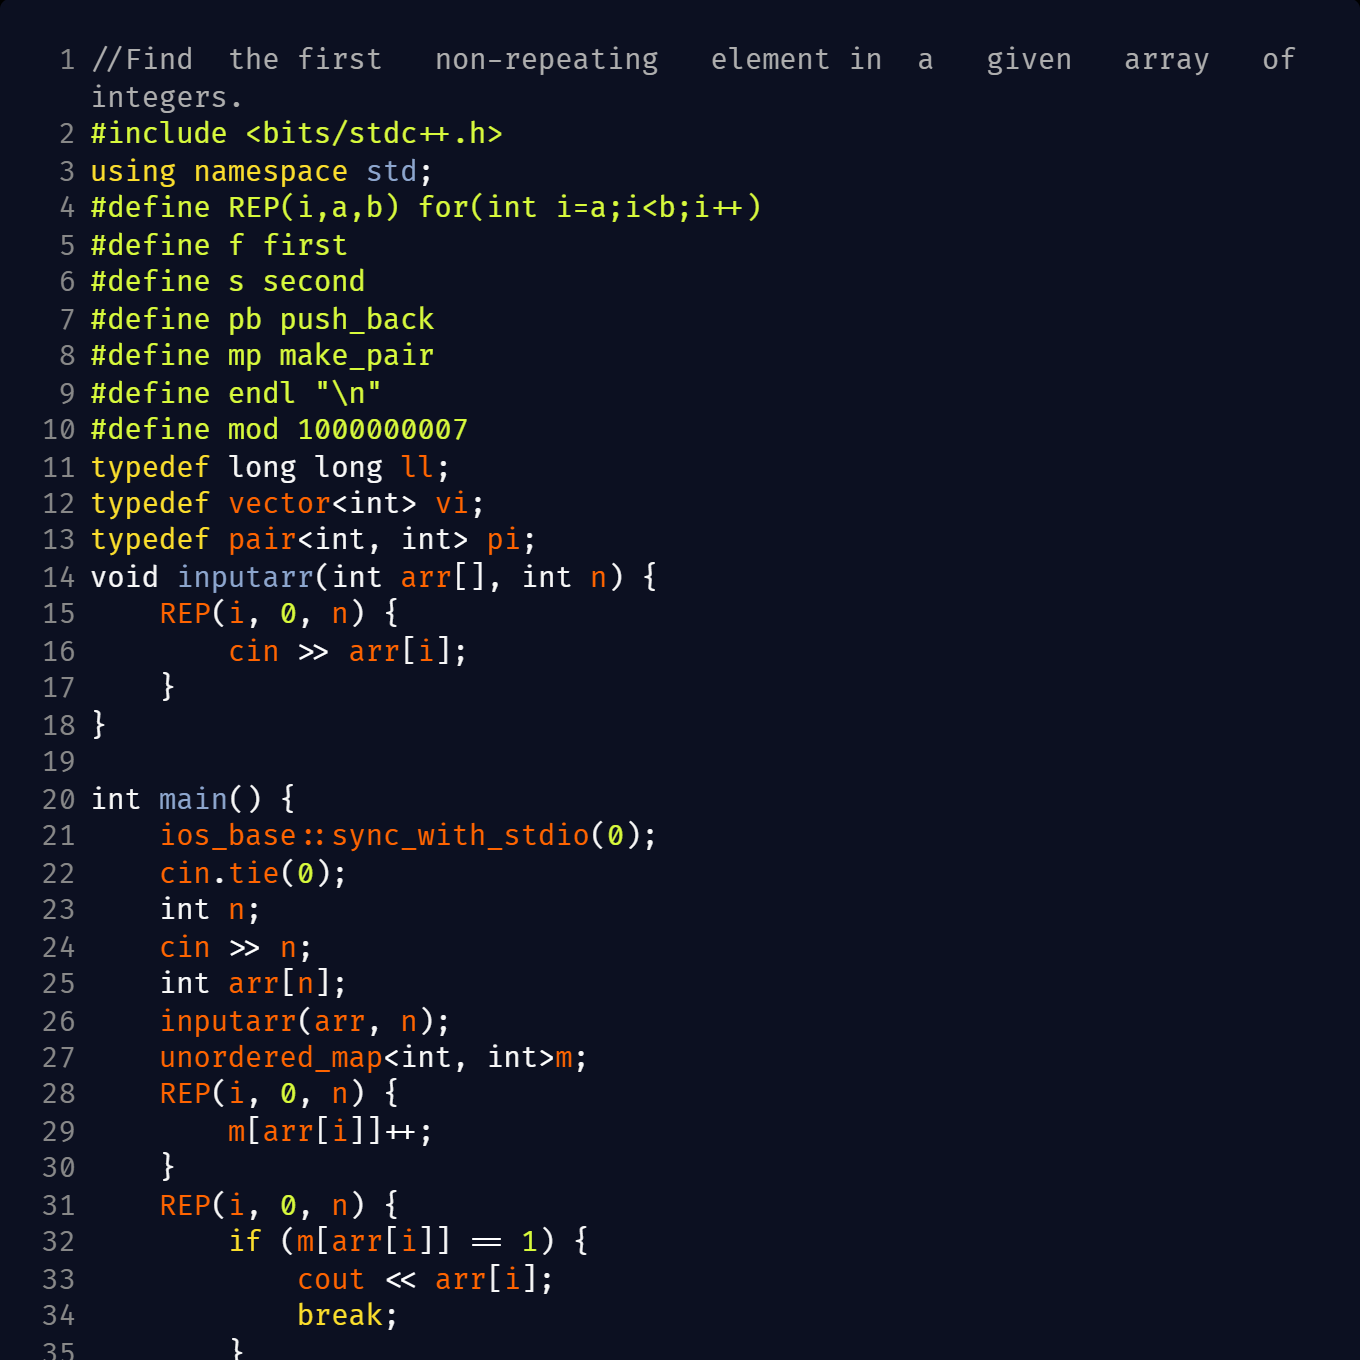 1 //Find  the first   non-repeating   element in  a   given   array   of
integers.
2 #include <bits/stdc++.h>
3 using namespace std;
4 #define REP(i,a,b) for(int i=a;i<b;i++)
5 #define f first
6 #define s second
7 #define pb push_back
8 #define mp make_pair
9 #define endl "\n"
10 #define mod 1000000007
11 typedef long long ll;
12 typedef vector<int> vi;
13 typedef pair<int, int> pi;
14 void inputarr(int arr[], int n) {
15     REP(i, 0, n) {
16         cin >> arr[i];
17     }
18 }
19
20 int main() {
21     ios_base::sync_with_stdio(0);
22     cin.tie(0);
23     int n;
24     cin >> n;
25     int arr[n];
26     inputarr(arr, n);
27     unordered_map<int, int>m;
28     REP(i, 0, n) {
29         m[arr[i]]++;
30     }
31     REP(i, 0, n) {
32         if (m[arr[i]] == 1) {
33             cout << arr[i];
34             break;
35         }